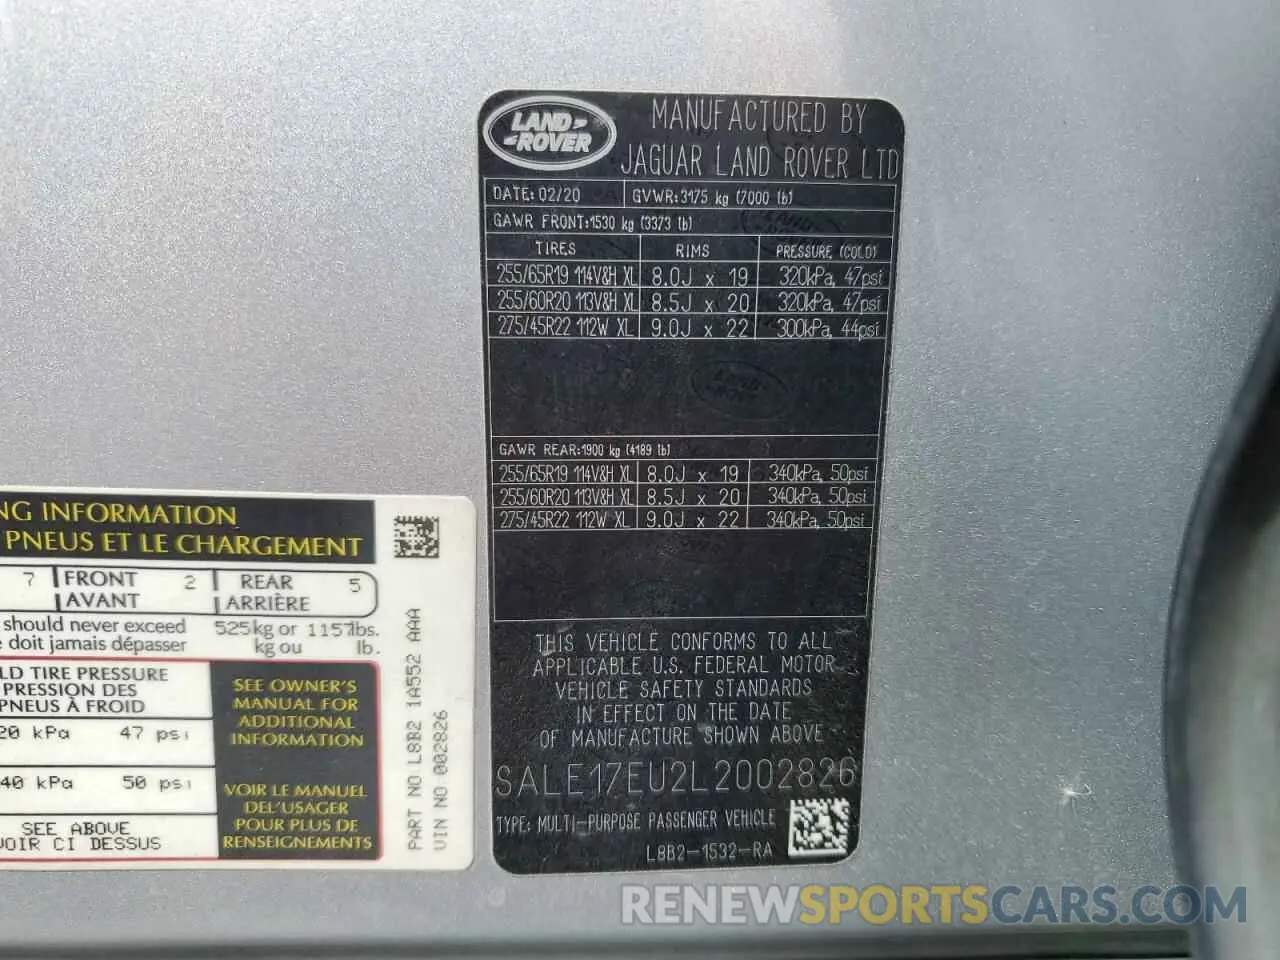 LAND ROVER
MANUFACTURED BY
JAGUAR LAND ROVER LTD
DATE: 02/20 GVWR: 3175 kg (7000 lb)
GAWR FRONT: 1530 kg (3373 lb)
TIRES RIMS PRESSURE (COLD)
255/65R19 114V&H XL 8.0J x 19 320kPa, 47psi
255/60R20 113V&H XL 8.5J x 20 320kPa, 47psi
275/45R22 112W XL 9.0J x 22 300kPa, 44psi
GAWR REAR: 1900 kg (4189 lb)
255/65R19 114V&H XL 8.0J x 19 340kPa, 50psi
255/60R20 113V&H XL 8.5J x 20 340kPa, 50psi
275/45R22 112W XL 9.0J x 22 340kPa, 50psi
THIS VEHICLE CONFORMS TO ALL
APPLICABLE U.S. FEDERAL MOTOR
VEHICLE SAFETY STANDARDS
IN EFFECT ON THE DATE
OF MANUFACTURE SHOWN ABOVE
SALE17EU2L2002826
TYPE: MULTI-PURPOSE PASSENGER VEHICLE
L8B2-1532-RA
NG INFORMATION
PNEUS ET LE CHARGEMENT
7 FRONT 2 REAR 5
AVANT ARRIÈRE
should never exceed 525kg or 1157lbs.
doit jamais dépasser kg ou lb.
LD TIRE PRESSURE
PRESSION DES
PNEUS À FROID
20 kPa 47 psi
40 kPa 50 psi
SEE ABOVE
VOIR CI DESSUS
SEE OWNER'S
MANUAL FOR
ADDITIONAL
INFORMATION
VOIR LE MANUEL
DEL'USAGER
POUR PLUS DE
RENSEIGNEMENTS
PART NO L8B2 1A552 AAA
VIN NO 002826
RENEWSPORTSCARS.COM